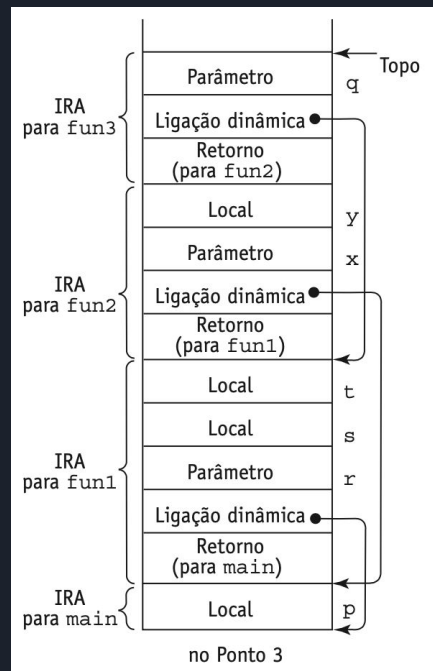 Topo
IRA
para fun3
Parâmetro
q
Ligação dinâmica
Retorno
(para fun2)
IRA
para fun2
Local
y
Parâmetro
x
Ligação dinâmica
Retorno
(para fun1)
IRA
para fun1
Local
t
Local
s
Parâmetro
r
Ligação dinâmica
Retorno
(para main)
IRA
para main
Local
p
no Ponto 3